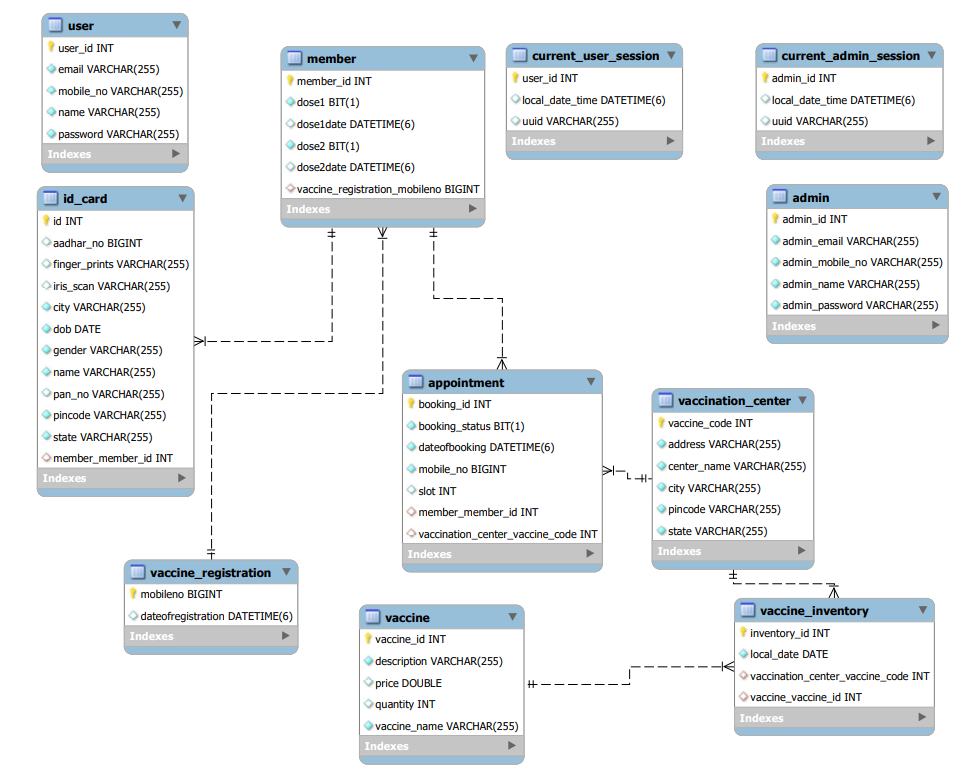 user
user_id INT
email VARCHAR(255)
mobile_no VARCHAR(255)
name VARCHAR(255)
password VARCHAR(255)
Indexes
member
member_id INT
dose1 BIT(1)
dose1date DATETIME(6)
dose2 BIT(1)
dose2date DATETIME(6)
vaccine_registration_mobileno BIGINT
Indexes
current_user_session
user_id INT
local_date_time DATETIME(6)
uuid VARCHAR(255)
Indexes
current_admin_session
admin_id INT
local_date_time DATETIME(6)
uuid VARCHAR(255)
Indexes
id_card
id INT
aadhar_no BIGINT
finger_prints VARCHAR(255)
iris_scan VARCHAR(255)
city VARCHAR(255)
dob DATE
gender VARCHAR(255)
name VARCHAR(255)
pan_no VARCHAR(255)
pincode VARCHAR(255)
state VARCHAR(255)
member_member_id INT
Indexes
admin
admin_id INT
admin_email VARCHAR(255)
admin_mobile_no VARCHAR(255)
admin_name VARCHAR(255)
admin_password VARCHAR(255)
Indexes
appointment
booking_id INT
booking_status BIT(1)
dateofbooking DATETIME(6)
mobile_no BIGINT
slot INT
member_member_id INT
vaccination_center_vaccine_code INT
Indexes
vaccination_center
vaccine_code INT
address VARCHAR(255)
center_name VARCHAR(255)
city VARCHAR(255)
pincode VARCHAR(255)
state VARCHAR(255)
Indexes
vaccine_registration
mobileno BIGINT
dateofregistration DATETIME(6)
Indexes
vaccine
vaccine_id INT
description VARCHAR(255)
price DOUBLE
quantity INT
vaccine_name VARCHAR(255)
Indexes
vaccine_inventory
inventory_id INT
local_date DATE
vaccination_center_vaccine_code INT
vaccine_vaccine_id INT
Indexes